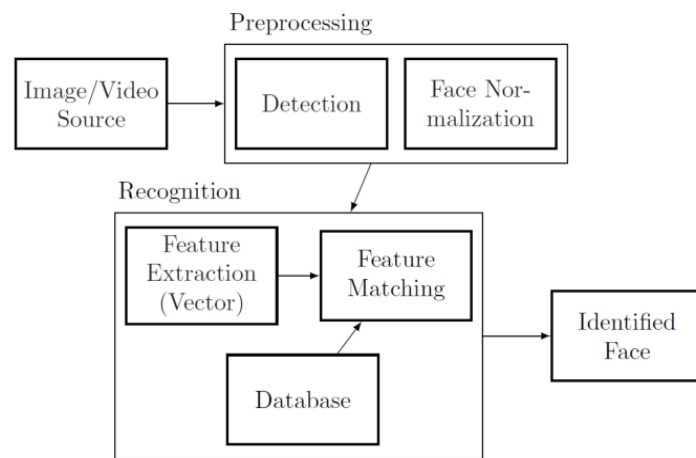 Preprocessing
Image/Video
Source
Detection
Face Nor-
malization
Recognition
Feature
Extraction
(Vector)
Feature
Matching
Database
Identified
Face